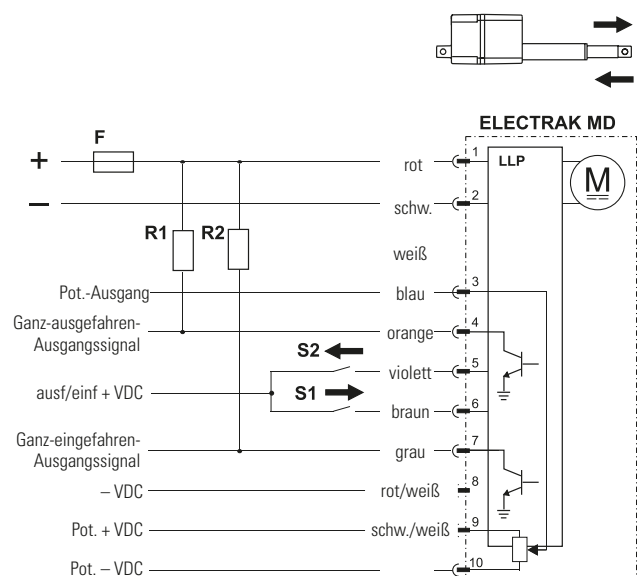 ELECTRAK MD
F
+
rot
1
LLP
M
–
schw.
2
R1
R2
weiß
Pot.-Ausgang
blau
3
Ganz-ausgefahren-
Ausgangssignal
orange
4
S2
violett
5
ausf/einf + VDC
S1
braun
6
Ganz-eingefahren-
Ausgangssignal
grau
7
– VDC
rot/weiß
8
Pot. + VDC
schw./weiß
9
Pot. – VDC
10